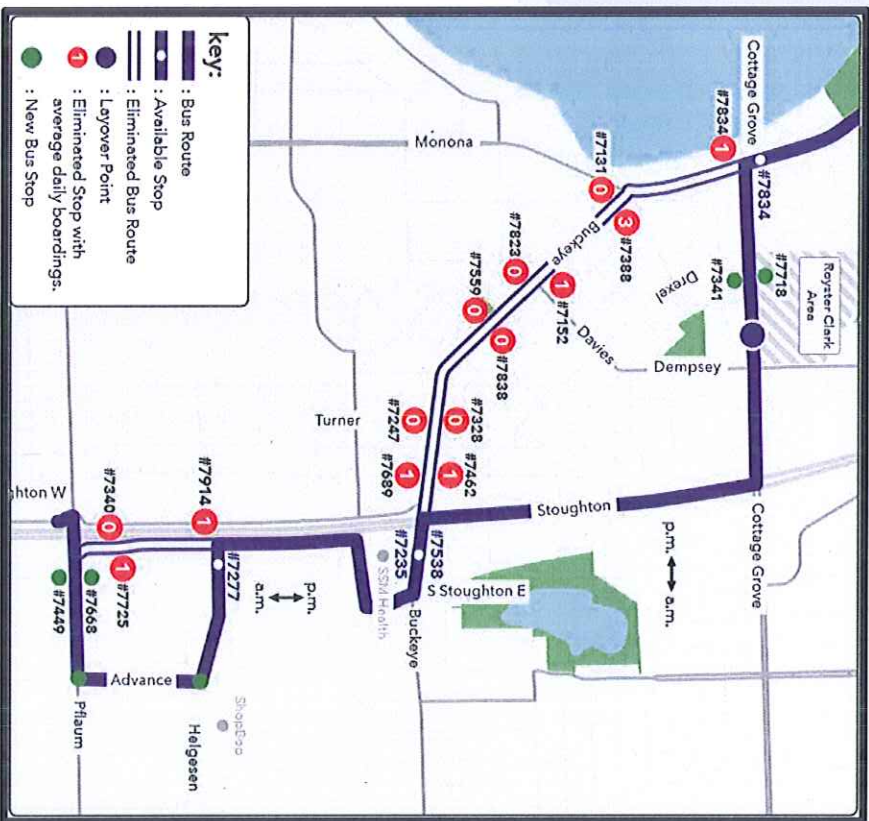 key:
: Bus Route
: Available Stop
: Eliminated Bus Route
: Layover Point
1 : Eliminated Stop with
average daily boardings.
: New Bus Stop
Cottage Grove
#7834
1
#7834
#7718
#7341
Royster Clark
Area
Monona
#7131
0
3
#7388
Buckeye
Drexel
#7823
0
1
#7152
Davies
Dempsey
#7559
0
0
#7838
Turner
#7247
0
0
#7328
#7689
1
1
#7462
Stoughton
Cottage Grove
p.m.
a.m.
#7235
#7538
SSM Health
S Stoughton E
Buckeye
ghton W
#7340
0
#7914
1
1
#7725
#7277
p.m.
a.m.
#7449
#7668
Advance
Pflaum
Helgesen
ShopBop